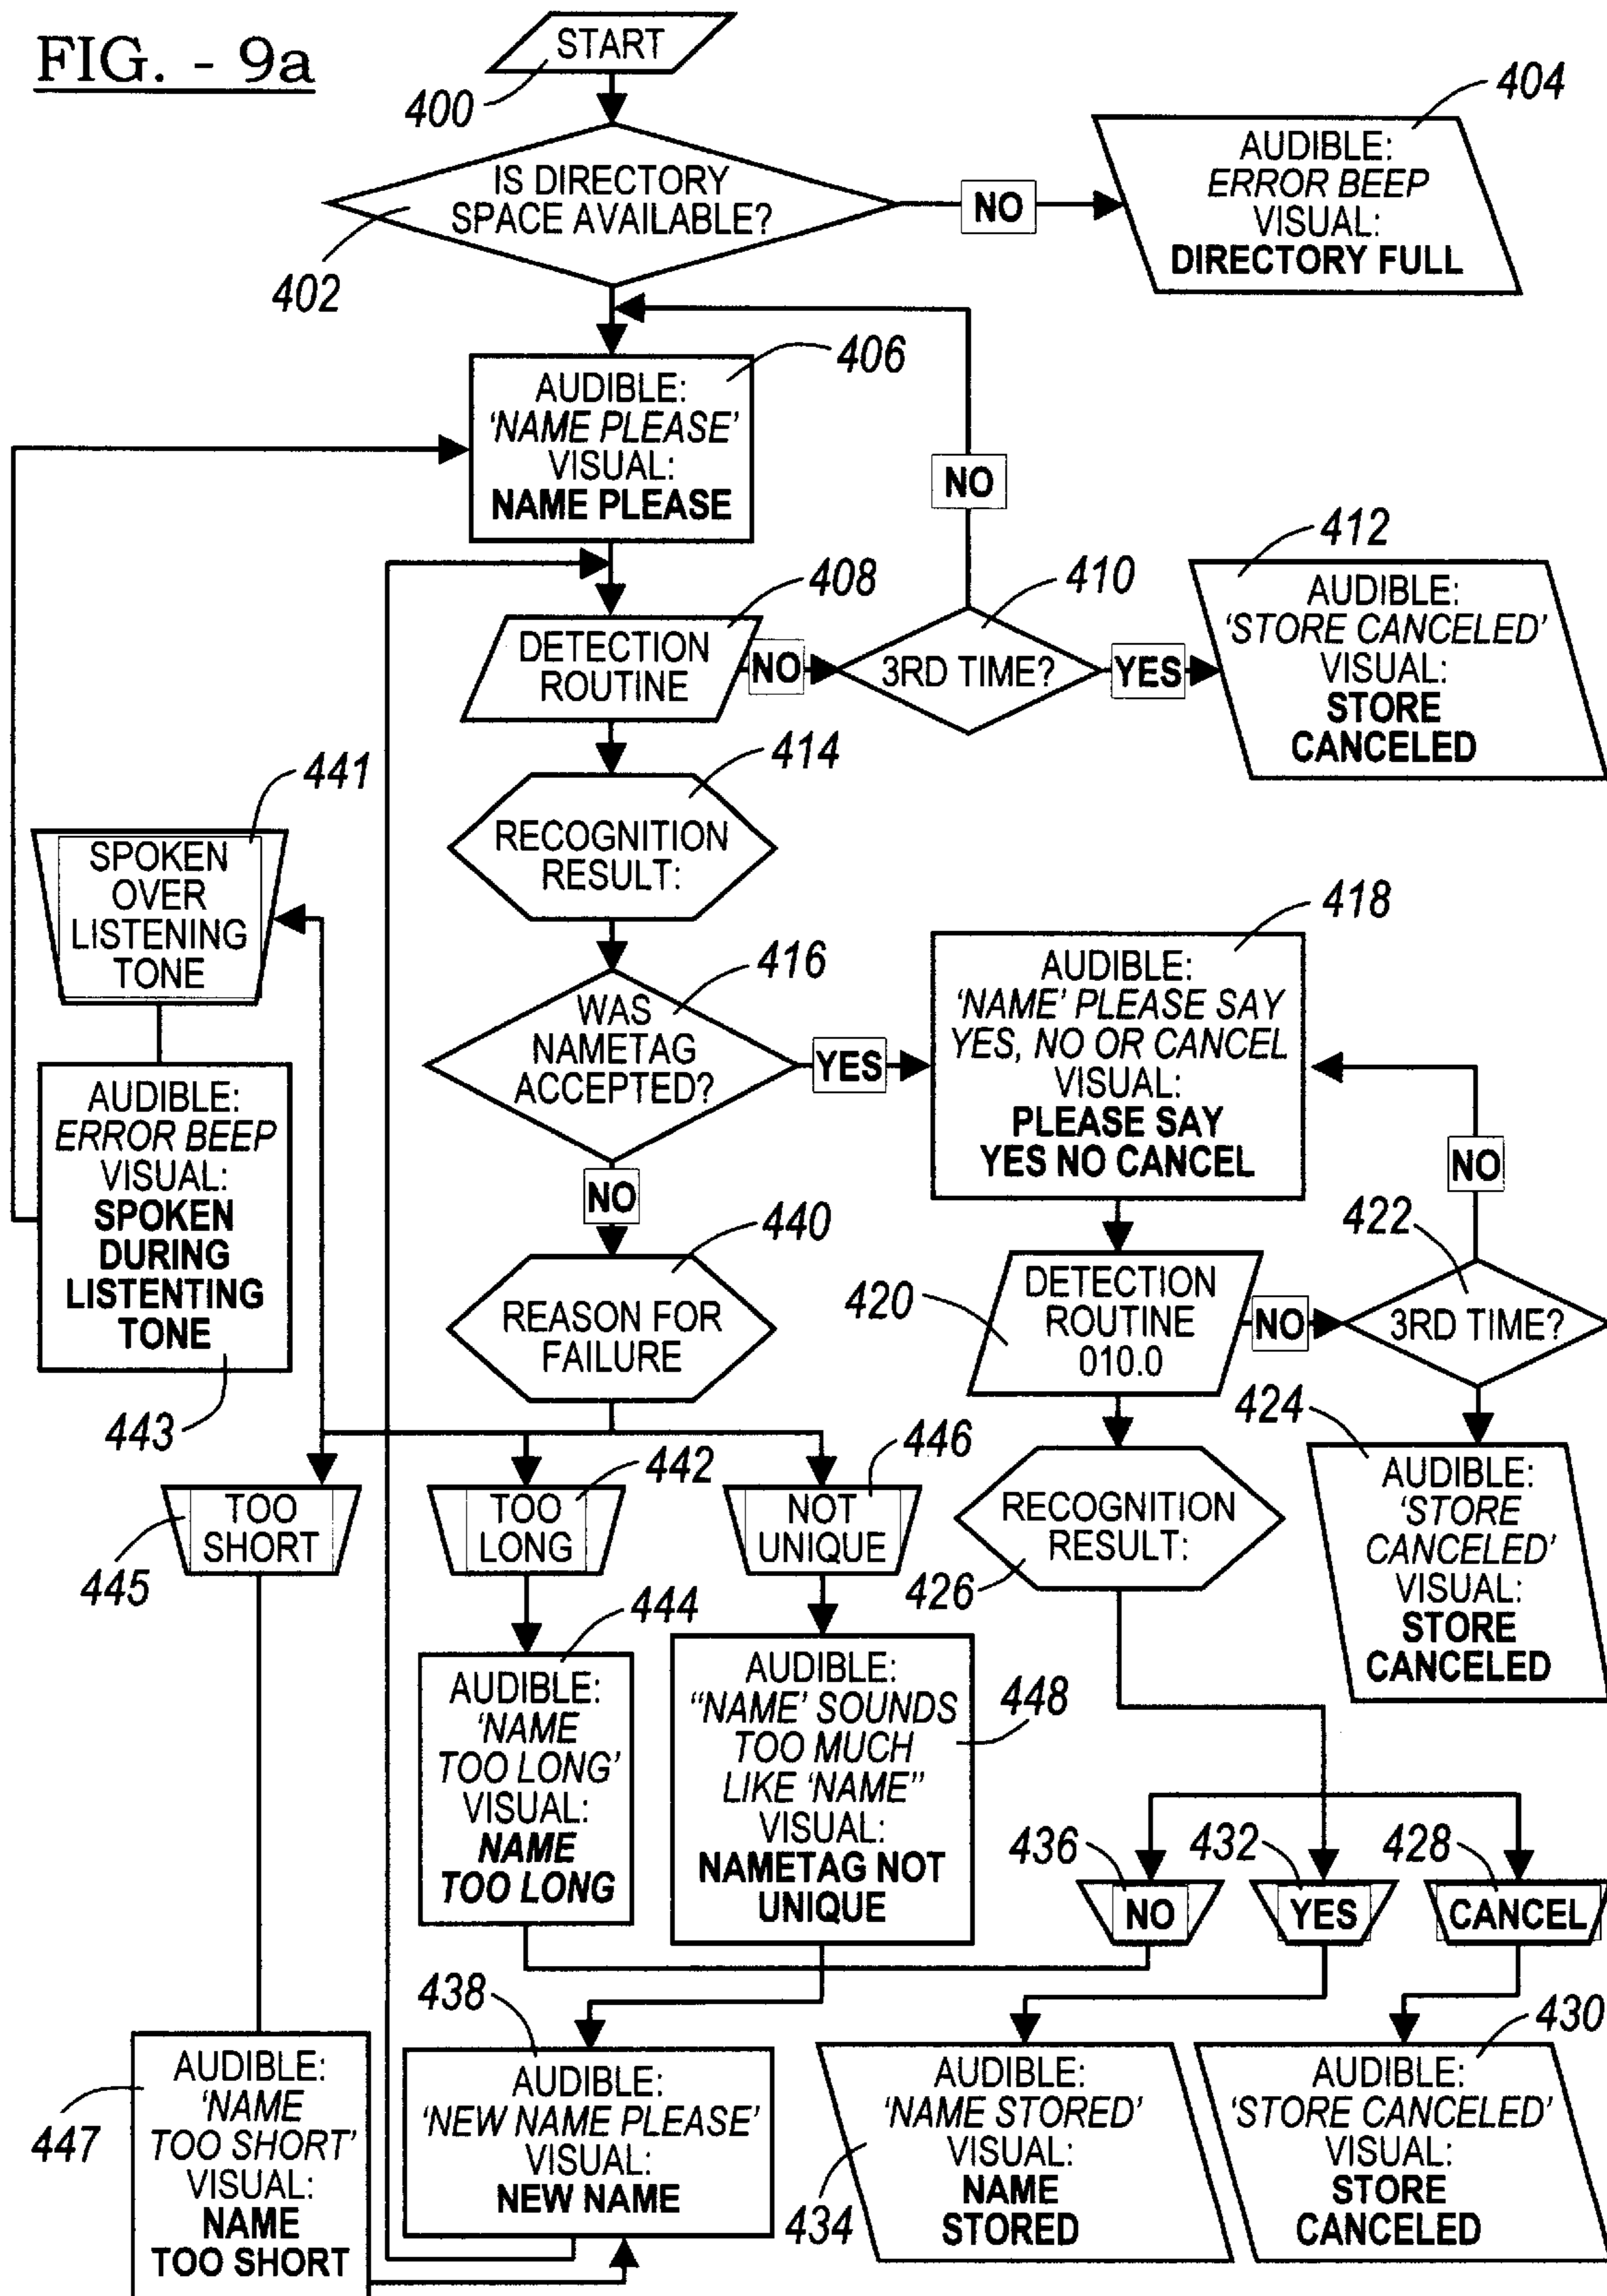 FIG. - 9a
START
400
IS DIRECTORY
SPACE AVAILABLE?
402
NO
404
AUDIBLE:
ERROR BEEP
VISUAL:
DIRECTORY FULL
406
AUDIBLE:
'NAME PLEASE'
VISUAL:
NAME PLEASE
NO
408
DETECTION
ROUTINE
NO
410
3RD TIME?
YES
412
AUDIBLE:
'STORE CANCELED'
VISUAL:
STORE
CANCELED
414
RECOGNITION
RESULT:
441
SPOKEN
OVER
LISTENING
TONE
416
WAS
NAMETAG
ACCEPTED?
YES
418
AUDIBLE:
'NAME' PLEASE SAY
YES, NO OR CANCEL
VISUAL:
PLEASE SAY
YES NO CANCEL
AUDIBLE:
ERROR BEEP
VISUAL:
SPOKEN
DURING
LISTENTING
TONE
443
NO
440
REASON FOR
FAILURE
420
DETECTION
ROUTINE
010.0
NO
422
3RD TIME?
NO
424
AUDIBLE:
'STORE
CANCELED'
VISUAL:
STORE
CANCELED
TOO
SHORT
445
442
TOO
LONG
446
NOT
UNIQUE
RECOGNITION
RESULT:
426
444
AUDIBLE:
'NAME
TOO LONG'
VISUAL:
NAME
TOO LONG
AUDIBLE:
"NAME' SOUNDS
TOO MUCH
LIKE 'NAME"
VISUAL:
NAMETAG NOT
UNIQUE
448
436
NO
432
YES
428
CANCEL
447
AUDIBLE:
'NAME
TOO SHORT'
VISUAL:
NAME
TOO SHORT
438
AUDIBLE:
'NEW NAME PLEASE'
VISUAL:
NEW NAME
434
AUDIBLE:
'NAME STORED'
VISUAL:
NAME
STORED
430
AUDIBLE:
'STORE CANCELED'
VISUAL:
STORE
CANCELED